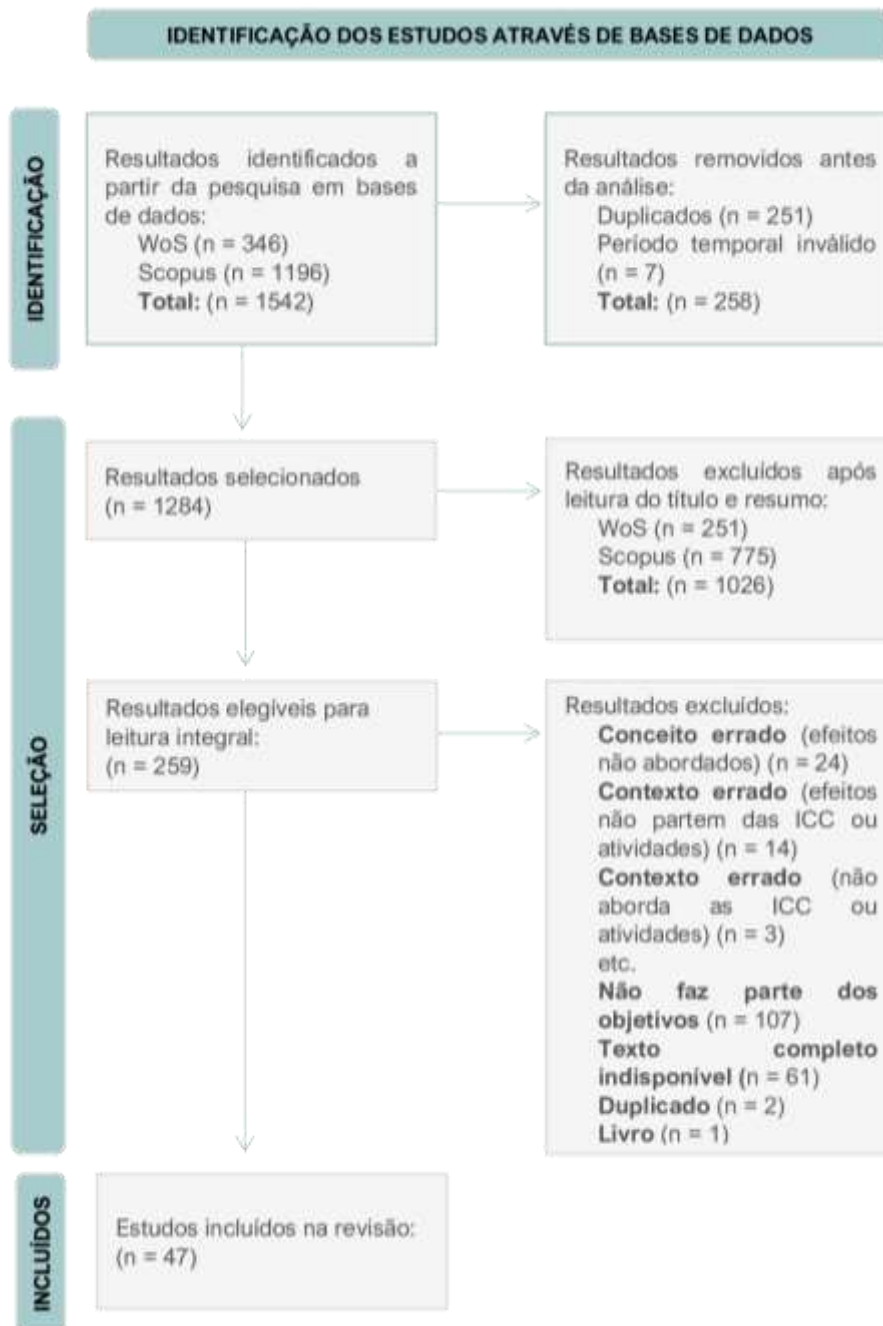 IDENTIFICAÇÃO DOS ESTUDOS ATRAVÉS DE BASES DE DADOS
IDENTIFICAÇÃO
Resultados identificados a
partir da pesquisa em bases
de dados:
WoS (n = 346)
Scopus (n = 1196)
Total: (n = 1542)
Resultados removidos antes
da análise:
Duplicados (n = 251)
Período temporal inválido
(n = 7)
Total: (n = 258)
SELEÇÃO
Resultados selecionados
(n = 1284)
Resultados excluídos após
leitura do título e resumo:
WoS (n = 251)
Scopus (n = 775)
Total: (n = 1026)
Resultados elegíveis para
leitura integral:
(n = 259)
Resultados excluídos:
Conceito errado (efeitos
não abordados) (n = 24)
Contexto errado (efeitos
não partem das ICC ou
atividades) (n = 14)
Contexto errado (não
aborda as ICC ou
atividades) (n = 3)
etc.
Não faz parte dos
objetivos (n = 107)
Texto completo
indisponível (n = 61)
Duplicado (n = 2)
Livro (n = 1)
INCLUÍDOS
Estudos incluídos na revisão:
(n = 47)